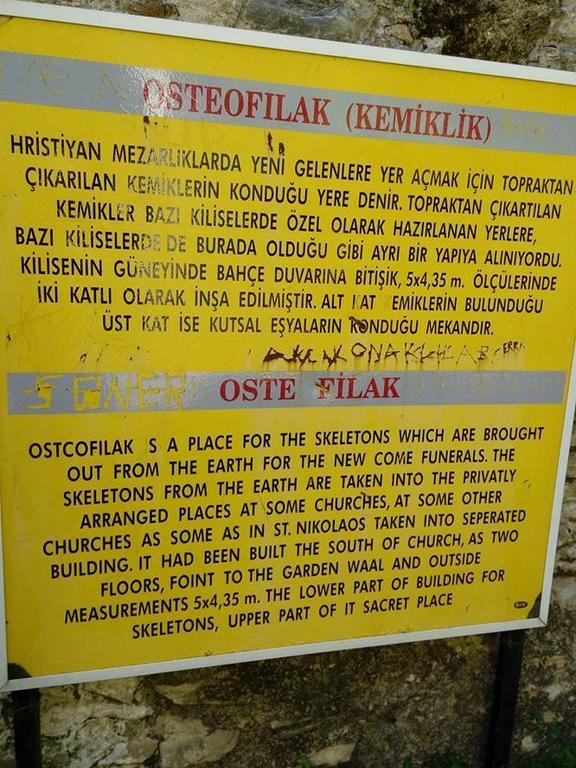 OSTEOFILAK (KEMİKLİK)
HRİSTİYAN MEZARLIKLARDA YENİ GELENLERE YER AÇMAK İÇİN TOPRAKTAN
ÇIKARILAN KEMİKLERİN KONDUĞU YERE DENİR. TOPRAKTAN ÇIKARTILAN
KEMİKLER BAZI KİLİSELERDE ÖZEL OLARAK HAZIRLANAN YERLERE,
BAZI KİLİSELERDE DE BURADA OLDUĞU GİBİ AYRI BİR YAPIYA ALINIYORDU.
KİLİSENİN GÜNEYİNDE BAHÇE DUVARINA BİTİŞİK, 5x4,35 m. ÖLÇÜLERİNDE
İKİ KATLI OLARAK İNŞA EDİLMİŞTİR. ALT KAT EMİKLERIN BULUNDUĞU
ÜST KAT İSE KUTSAL EŞYALARIN KONDUĞU MEKANDIR.
SENER OSTE FİLAK
OSTCOFILAK S A PLACE FOR THE SKELETONS WHICH ARE BROUGHT
OUT FROM THE EARTH FOR THE NEW COME FUNERALS. THE
SKELETONS FROM THE EARTH ARE TAKEN INTO THE PRIVATLY
ARRANGED PLACES AT SOME CHURCHES, AT SOME OTHER
CHURCHES AS SOME AS IN ST. NIKOLAOS TAKEN INTO SEPERATED
BUILDING. IT HAD BEEN BUILT THE SOUTH OF CHURCH, AS TWO
FLOORS, FOINT TO THE GARDEN WAAL AND OUTSIDE
MEASUREMENTS 5x4,35 m. THE LOWER PART OF BUILDING FOR
SKELETONS, UPPER PART OF IT SACRET PLACE